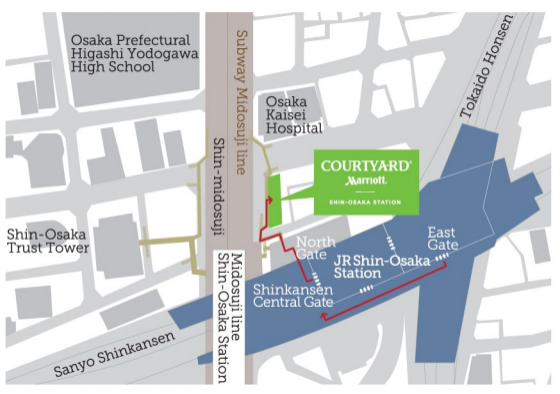 Osaka Prefectural
Higashi Yodogawa
High School
Subway Midosuji line
Shin-midosuji
Osaka
Kaisei
Hospital
Tokaido Honsen
COURTYARD®
Marriott
SHIN-OSAKA STATION
Shin-Osaka
Trust Tower
North
Gate
East
Gate
JR Shin-Osaka
Station
Shinkansen
Central Gate
Midosuji line
Shin-Osaka Station
Sanyo Shinkansen